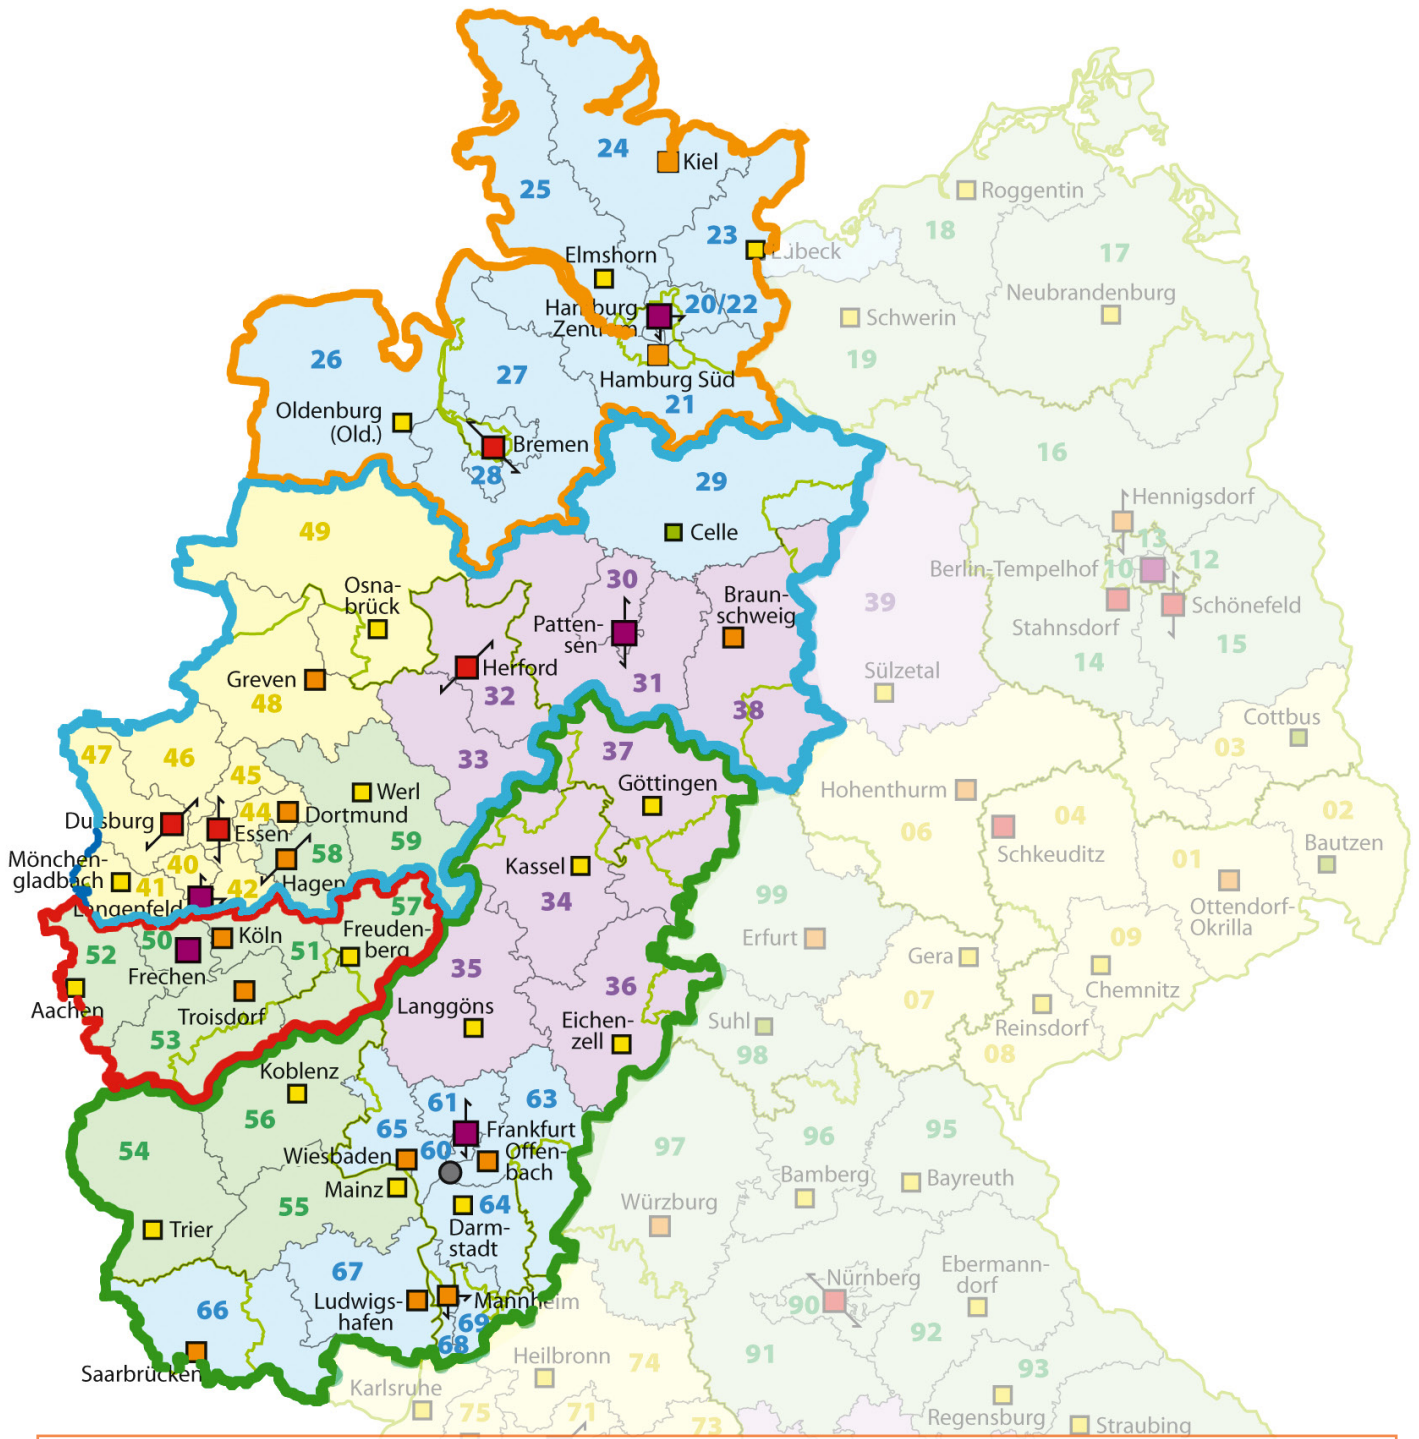 24
Kiel
25
Roggentin
18
23
17
Lübeck
Elmshorn
Neubrandenburg
Hamburg
Zentrum
20/22
Schwerin
26
19
27
Hamburg Süd
21
Oldenburg
(Old.)
Bremen
16
28
29
Hennigsdorf
49
Celle
13
12
Berlin-Tempelhof
10
30
Osna-
brück
Braun-
schweig
39
Schönefeld
Patten-
sen
Stahnsdorf
15
14
Herford
Sülzetal
Greven
31
32
48
38
Cottbus
47
46
33
37
03
45
Göttingen
Werl
Hohenthurm
44
Dortmund
04
02
Duisburg
Essen
06
59
Bautzen
58
Schkeuditz
Mönchen-
gladbach
40
Kassel
01
41
42
Hagen
99
34
57
Langenfeld
Ottendorf-
Okrilla
Freuden-
berg
52
50
Köln
51
Erfurt
09
Gera
Frechen
35
36
Chemnitz
Aachen
Langgöns
07
Troisdorf
Eichen-
zell
Suhl
Reinsdorf
53
98
08
Koblenz
61
63
56
65
Frankfurt
95
96
54
97
60
Offen-
bach
Wiesbaden
Bamberg
Bayreuth
Mainz
64
55
Würzburg
Trier
Darm-
stadt
67
Ebermann-
dorf
Nürnberg
Ludwigs-
hafen
Mannheim
90
66
69
92
68
Heilbronn
74
91
93
Saarbrücken
Karlsruhe
75
71
73
Regensburg
Straubing